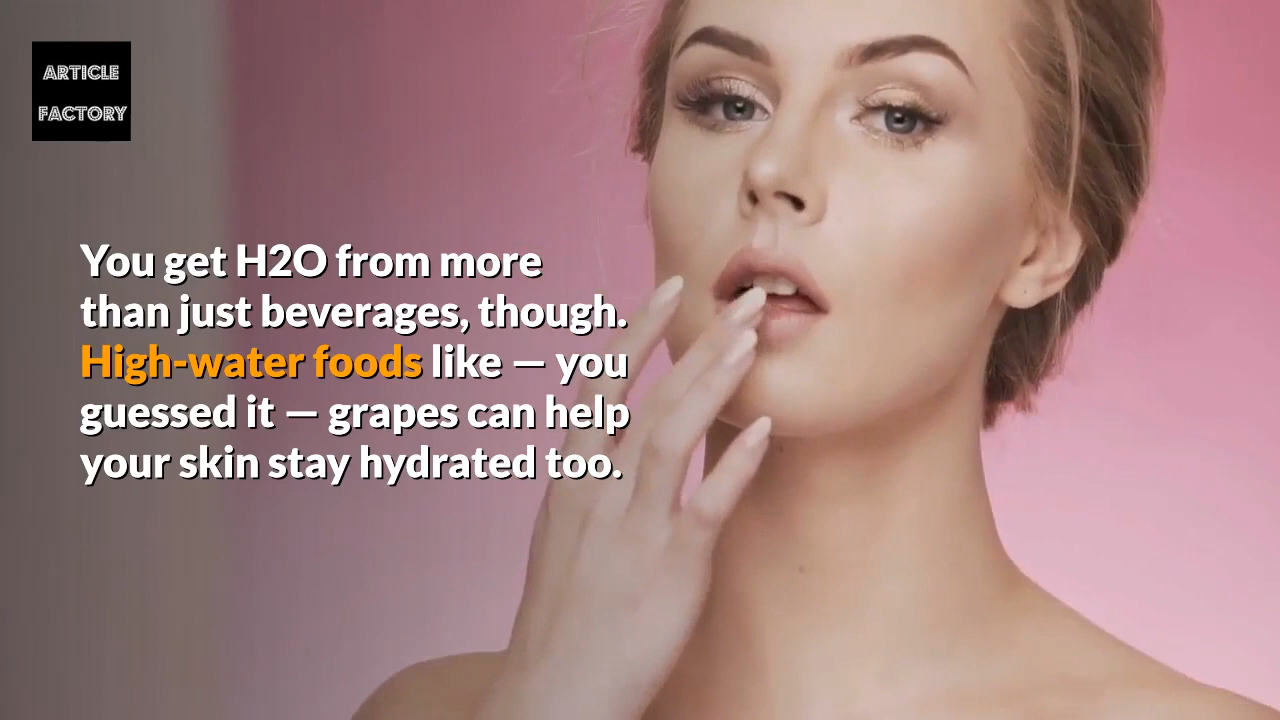 ARTICLE
FACTORY
You get H2O from more
than just beverages, though.
High-water foods like — you
guessed it — grapes can help
your skin stay hydrated too.